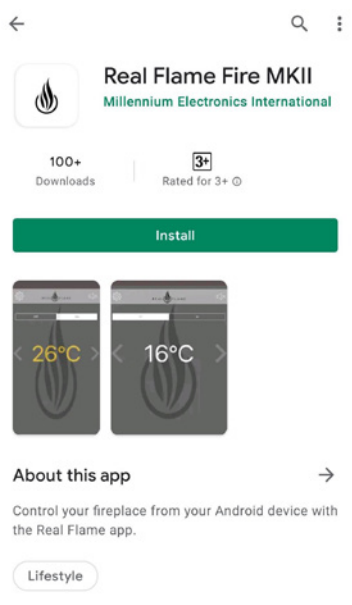 Real Flame Fire MKII
Millennium Electronics International
100+
Downloads
3+
Rated for 3+
Install
26°C
16°C
About this app
Control your fireplace from your Android device with
the Real Flame app.
Lifestyle